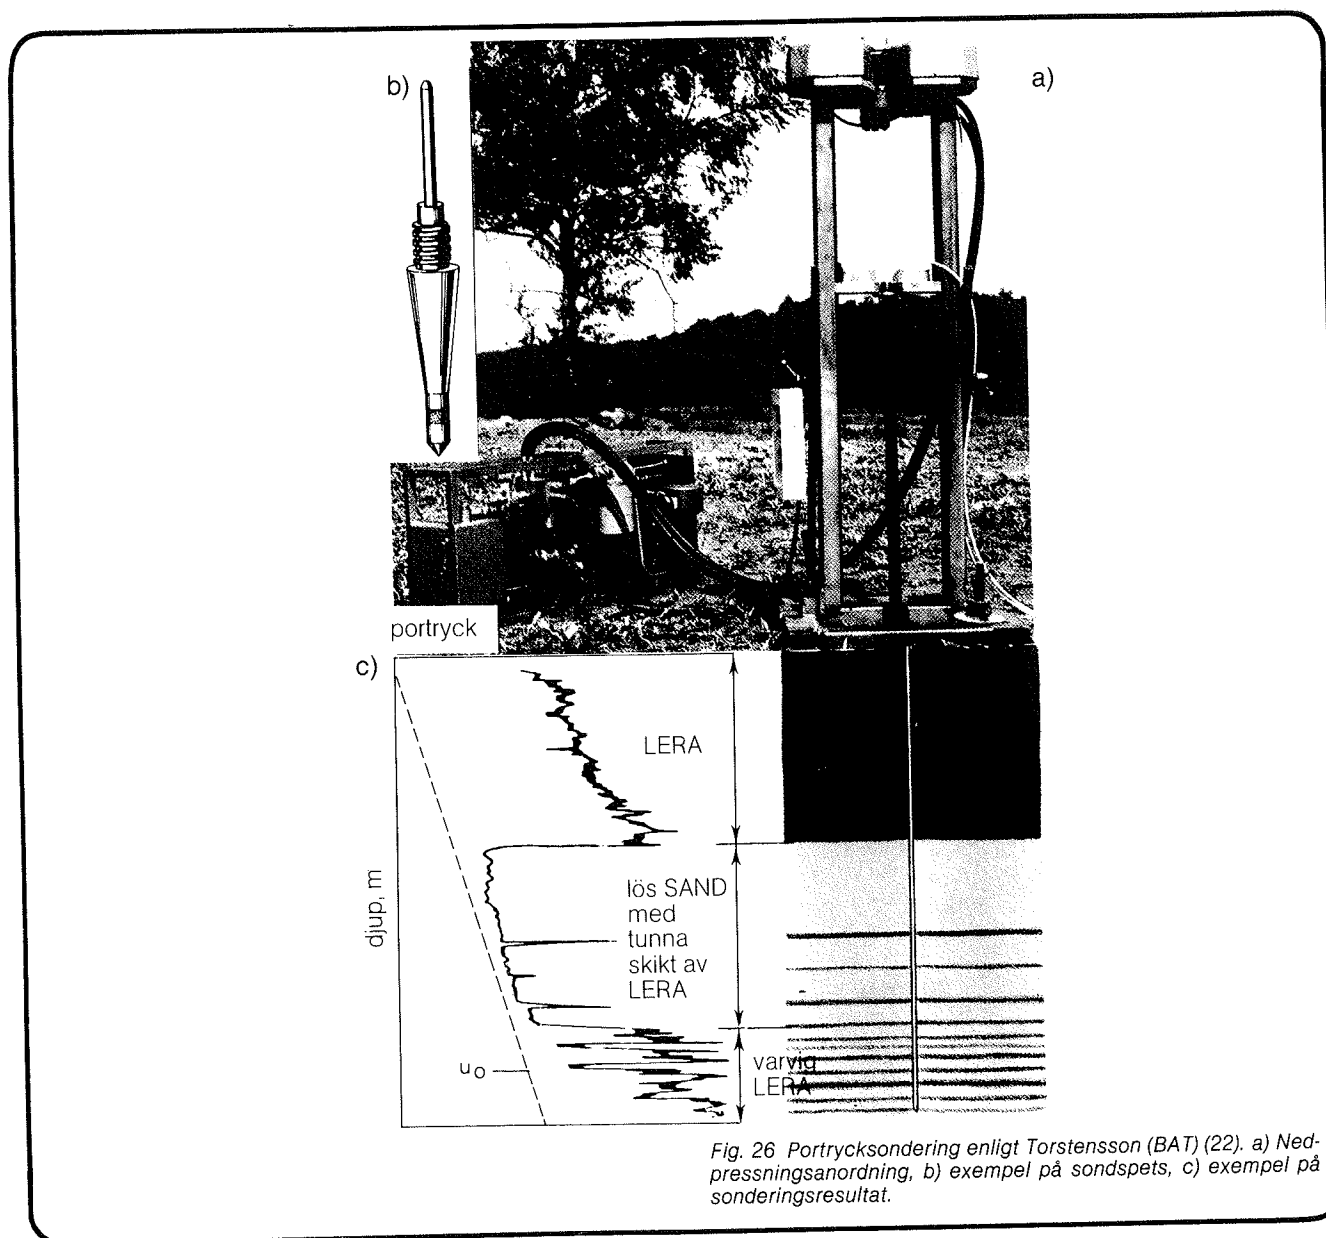 b)
a)
portryck
c)
LERA
djup, m
lös SAND
med
tunna
skikt av
LERA
u₀
varvig
LERA
Fig. 26 Portrycksondering enligt Torstensson (BAT) (22). a) Ned-
pressningsanordning, b) exempel på sondspets, c) exempel på
sonderingsresultat.